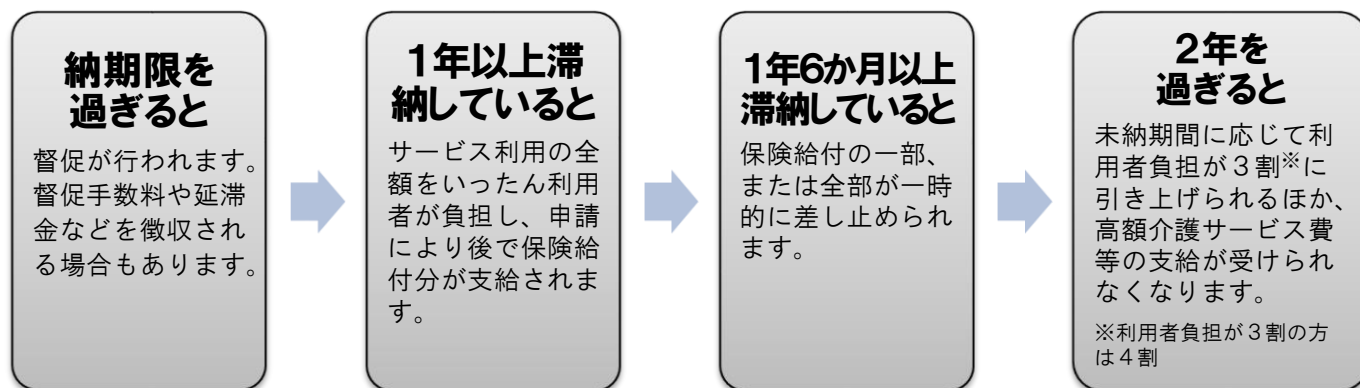 納期限を
過ぎると
督促が行われます。
督促手数料や延滞
金などを徴収され
る場合もあります。
1年以上滞
納していると
サービス利用の全
額をいったん利用
者が負担し、申請
により後で保険給
付分が支給されま
す。
1年6か月以上
滞納していると
保険給付の一部、
または全部が一時
的に差し止められ
ます。
2年を
過ぎると
未納期間に応じて利
用者負担が3割※に
引き上げられるほか、
高額介護サービス費
等の支給が受けられ
なくなります。
※利用者負担が3割の方
は4割